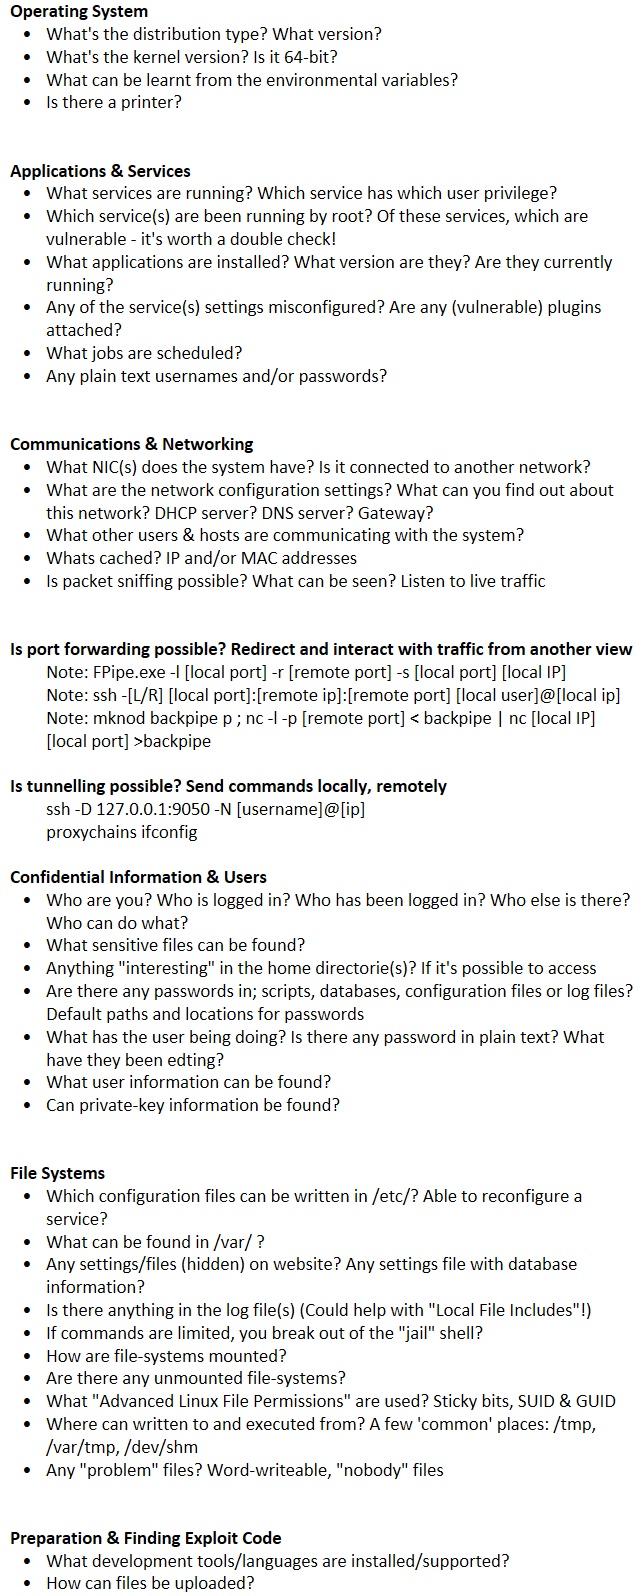 Operating System
• What's the distribution type? What version?
• What's the kernel version? Is it 64-bit?
• What can be learnt from the environmental variables?
• Is there a printer?
Applications & Services
• What services are running? Which service has which user privilege?
• Which service(s) are been running by root? Of these services, which are
vulnerable - it's worth a double check!
• What applications are installed? What version are they? Are they currently
running?
• Any of the service(s) settings misconfigured? Are any (vulnerable) plugins
attached?
• What jobs are scheduled?
• Any plain text usernames and/or passwords?
Communications & Networking
• What NIC(s) does the system have? Is it connected to another network?
• What are the network configuration settings? What can you find out about
this network? DHCP server? DNS server? Gateway?
• What other users & hosts are communicating with the system?
• Whats cached? IP and/or MAC addresses
• Is packet sniffing possible? What can be seen? Listen to live traffic
Is port forwarding possible? Redirect and interact with traffic from another view
Note: FPipe.exe -l [local port] -r [remote port] -s [local port] [local IP]
Note: ssh -[L/R] [local port]:[remote ip]:[remote port] [local user]@[local ip]
Note: mknod backpipe p ; nc -l -p [remote port] < backpipe | nc [local IP]
[local port] >backpipe
Is tunnelling possible? Send commands locally, remotely
ssh -D 127.0.0.1:9050 -N [username]@[ip]
proxychains ifconfig
Confidential Information & Users
• Who are you? Who is logged in? Who has been logged in? Who else is there?
Who can do what?
• What sensitive files can be found?
• Anything "interesting" in the home directorie(s)? If it's possible to access
• Are there any passwords in; scripts, databases, configuration files or log files?
Default paths and locations for passwords
• What has the user being doing? Is there any password in plain text? What
have they been edting?
• What user information can be found?
• Can private-key information be found?
File Systems
• Which configuration files can be written in /etc/? Able to reconfigure a
service?
• What can be found in /var/ ?
• Any settings/files (hidden) on website? Any settings file with database
information?
• Is there anything in the log file(s) (Could help with "Local File Includes"!)
• If commands are limited, you break out of the "jail" shell?
• How are file-systems mounted?
• Are there any unmounted file-systems?
• What "Advanced Linux File Permissions" are used? Sticky bits, SUID & GUID
• Where can written to and executed from? A few 'common' places: /tmp,
/var/tmp, /dev/shm
• Any "problem" files? Word-writeable, "nobody" files
Preparation & Finding Exploit Code
• What development tools/languages are installed/supported?
• How can files be uploaded?